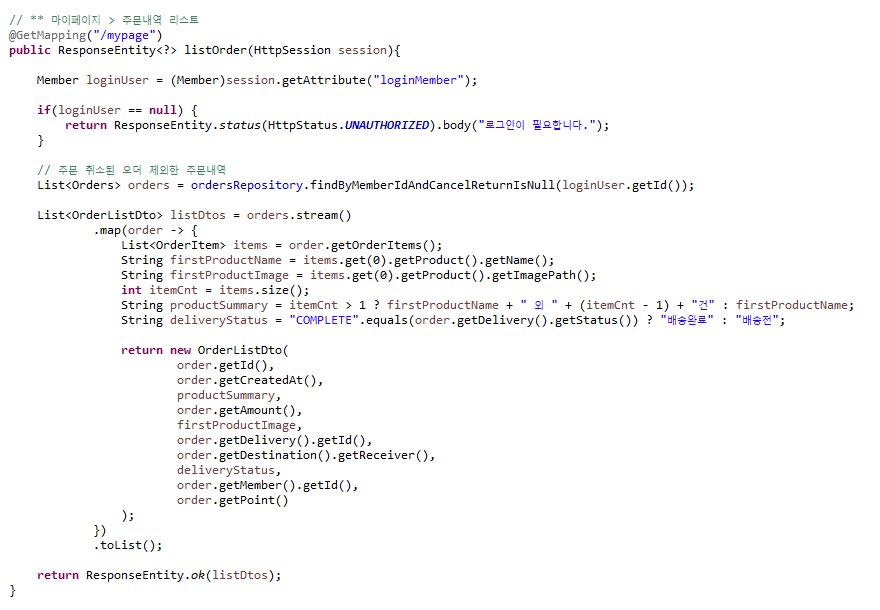 // ** 마이페이지 > 주문내역 리스트
@GetMapping("/mypage")
public ResponseEntity<?> listOrder(HttpSession session){
Member loginUser = (Member)session.getAttribute("loginMember");
if(loginUser == null) {
return ResponseEntity.status(HttpStatus.UNAUTHORIZED).body("로그인이 필요합니다.");
}
// 주문 취소된 오더 제외한 주문내역
List<Orders> orders = ordersRepository.findByMemberIdAndCancelReturnIsNull(loginUser.getId());
List<OrderListDto> listDtos = orders.stream()
.map(order -> {
List<OrderItem> items = order.getOrderItems();
String firstProductName = items.get(0).getProduct().getName();
String firstProductImage = items.get(0).getProduct().getImagePath();
int itemCnt = items.size();
String productSummary = itemCnt > 1 ? firstProductName + " 외 " + (itemCnt - 1) + "건" : firstProductName;
String deliveryStatus = "COMPLETE".equals(order.getDelivery().getStatus()) ? "배송완료" : "배송전";
return new OrderListDto(
order.getId(),
order.getCreatedAt(),
productSummary,
order.getAmount(),
firstProductImage,
order.getDelivery().getId(),
order.getDestination().getReceiver(),
deliveryStatus,
order.getMember().getId(),
order.getPoint()
);
})
.toList();
return ResponseEntity.ok(listDtos);
}